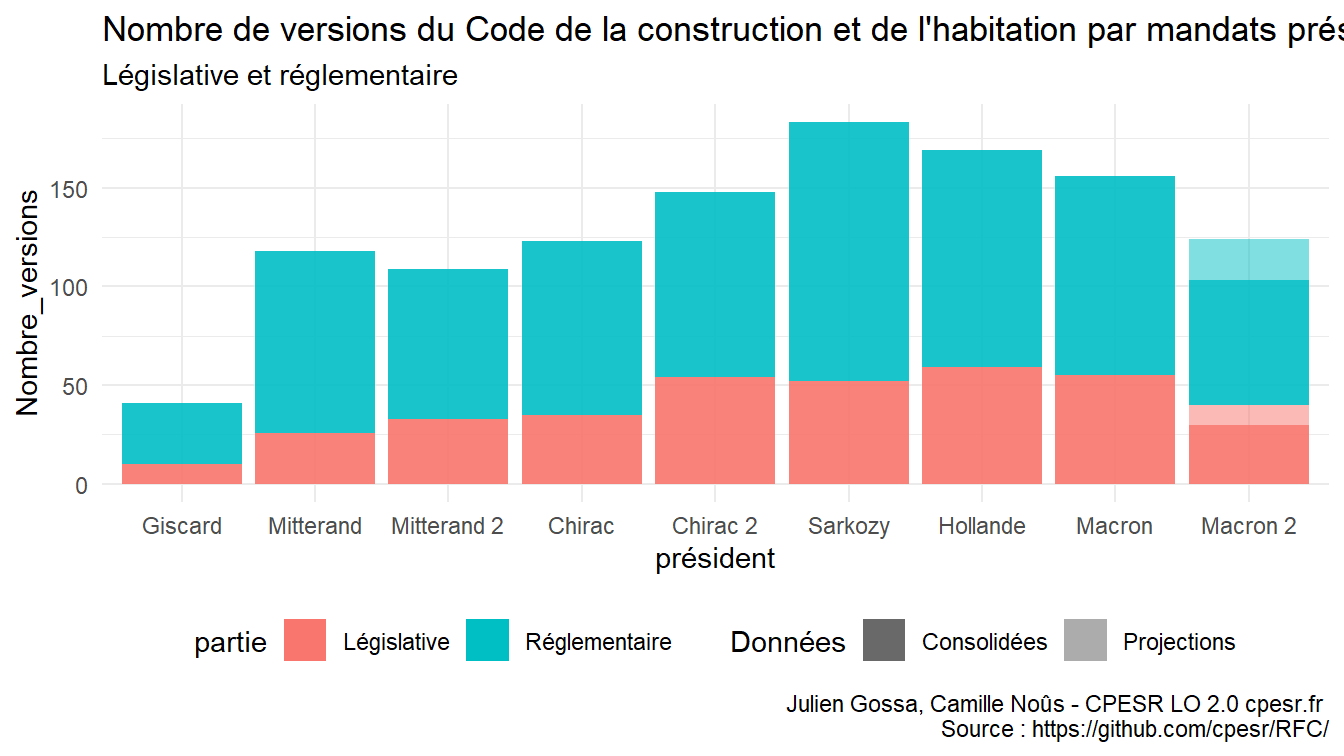 Nombre de versions du Code de la construction et de l'habitation par mandats prés
Législative et réglementaire
Nombre_versions
150
100
50
0
Giscard Mitterand Mitterand 2 Chirac Chirac 2 Sarkozy Hollande Macron Macron 2
président
partie Législative Réglementaire Données Consolidées Projections
Julien Gossa, Camille Noûs - CPESR LO 2.0 cpesr.fr
Source : https://github.com/cpesr/RFC/